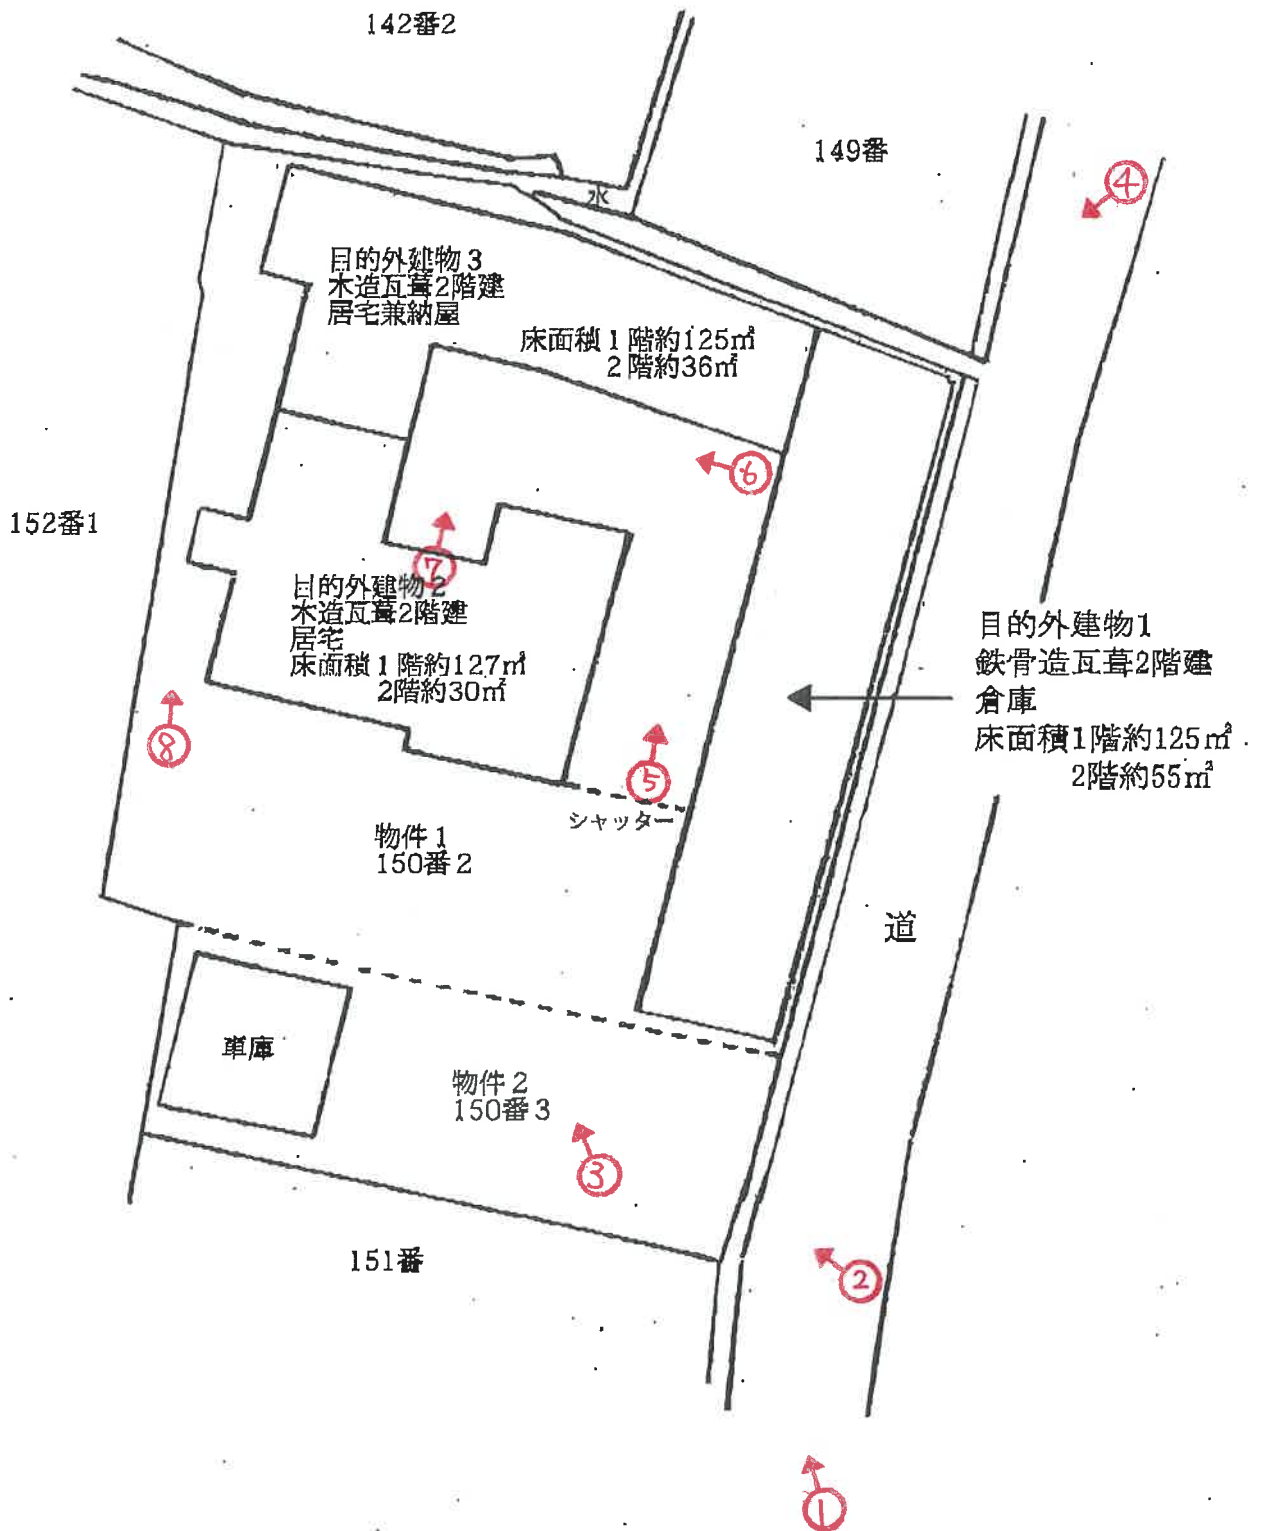 142番2
149番
④
水
目的外建物3
木造瓦葺2階建
居宅兼納屋
床面積1階約125㎡
2階約36㎡
⑥
152番1
⑦
目的外建物2
木造瓦葺2階建
居宅
床面積1階約127㎡
2階約30㎡
目的外建物1
鉄骨造瓦葺2階建
倉庫
床面積1階約125㎡
2階約55㎡
⑧
⑤
シャッター
物件1
150番2
道
車庫
物件2
150番3
③
151番
②
①